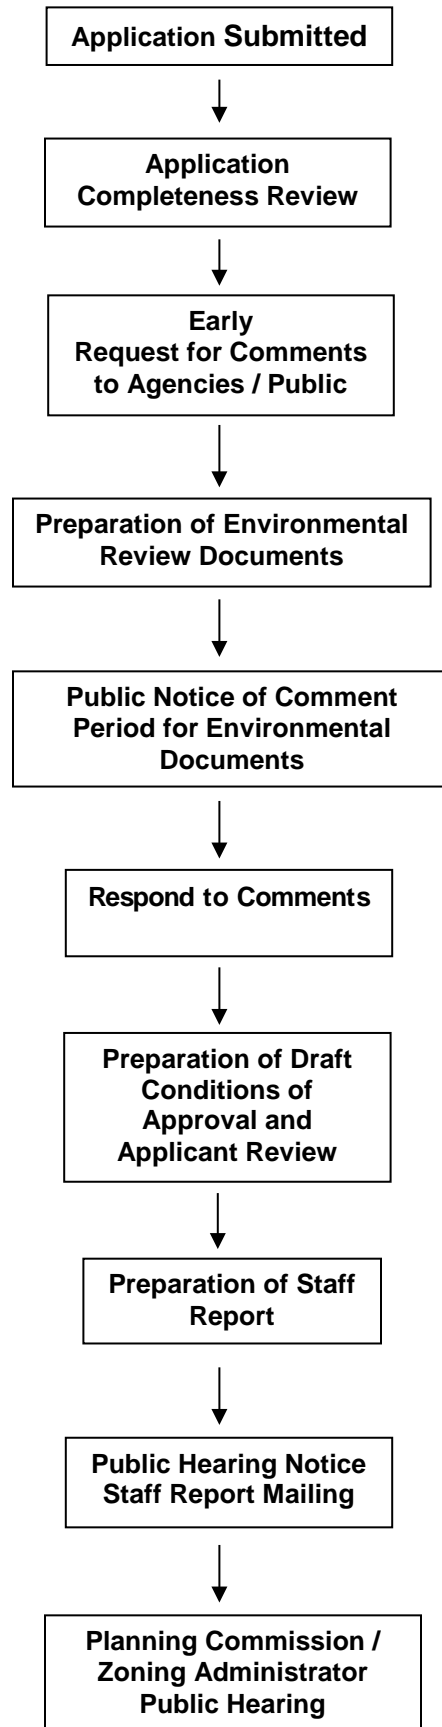 Application Submitted
Application
Completeness Review
Early
Request for Comments
to Agencies / Public
Preparation of Environmental
Review Documents
Public Notice of Comment
Period for Environmental
Documents
Respond to Comments
Preparation of Draft
Conditions of
Approval and
Applicant Review
Preparation of Staff
Report
Public Hearing Notice
Staff Report Mailing
Planning Commission /
Zoning Administrator
Public Hearing